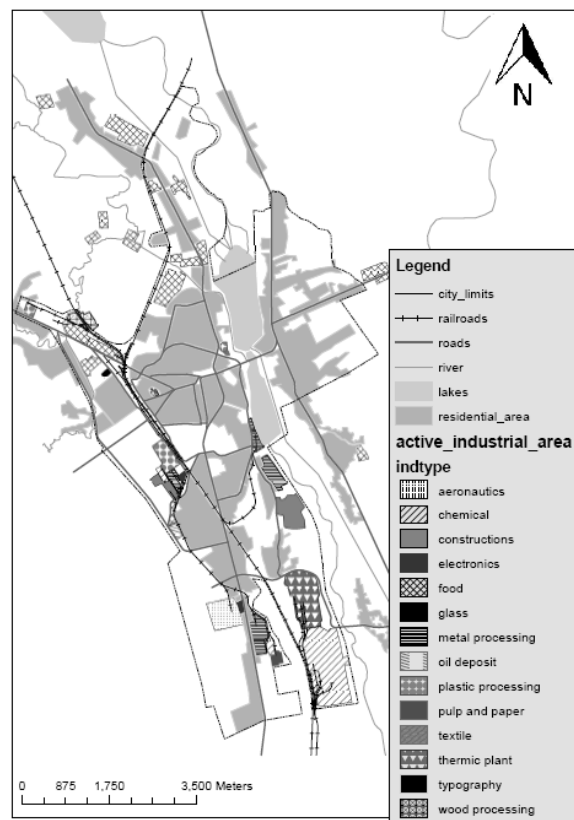 N
Legend
city_limits
railroads
roads
river
lakes
residential_area
active_industrial_area
indtype
aeronautics
chemical
constructions
electronics
food
glass
metal processing
oil deposit
plastic processing
pulp and paper
textile
thermic plant
typography
wood processing
0 875 1,750 3,500 Meters